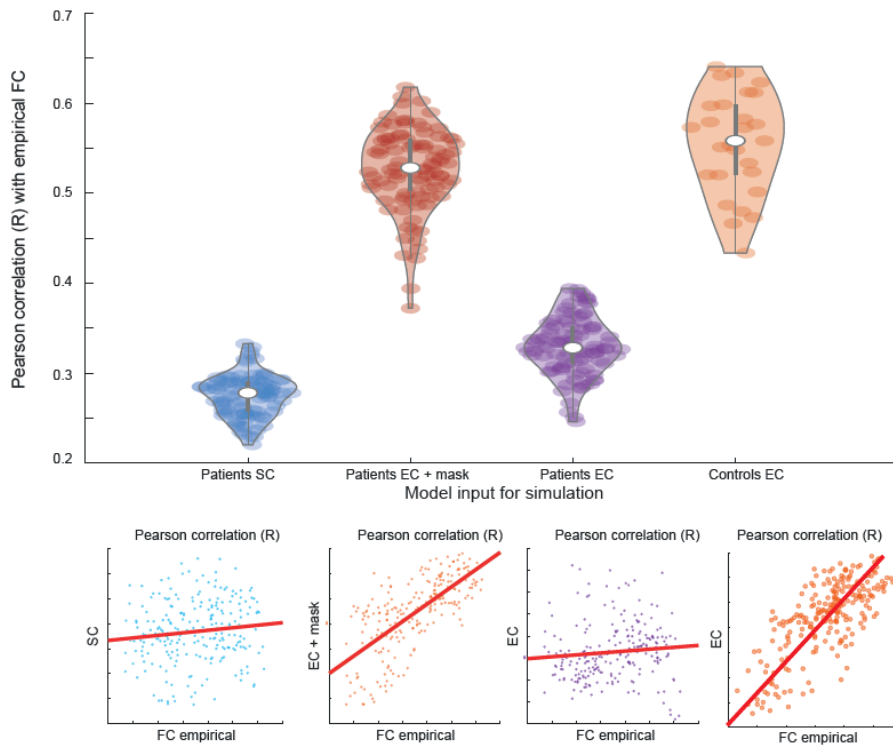 Pearson correlation (R) with empirical FC
0.7
0.6
0.5
0.4
0.3
0.2
Patients SC
Patients EC + mask
Patients EC
Controls EC
Model input for simulation
Pearson correlation (R)
SC
FC empirical
Pearson correlation (R)
EC + mask
FC empirical
Pearson correlation (R)
EC
FC empirical
Pearson correlation (R)
EC
FC empirical